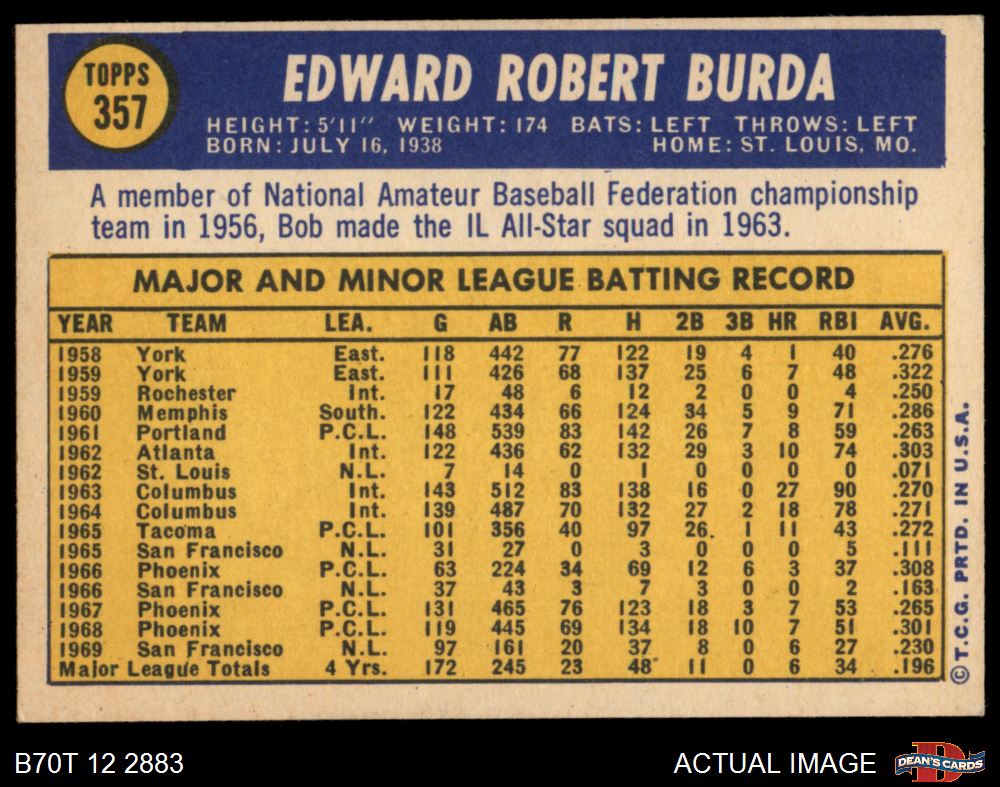 TOPPS
357
EDWARD ROBERT BURDA
HEIGHT: 5'11" WEIGHT: 174 BATS: LEFT THROWS: LEFT
BORN: JULY 16, 1938 HOME: ST. LOUIS, MO.
A member of National Amateur Baseball Federation championship
team in 1956, Bob made the IL All-Star squad in 1963.
MAJOR AND MINOR LEAGUE BATTING RECORD
YEAR TEAM LEA. G AB R H 2B 3B HR RBI AVG.
1958 York East. 118 442 77 122 19 4 1 40 .276
1959 York East. 111 426 68 137 25 6 7 48 .322
1959 Rochester Int. 17 48 6 12 2 0 0 4 .250
1960 Memphis South. 122 434 66 124 34 5 9 71 .286
1961 Portland P.C.L. 148 539 83 142 26 7 8 59 .263
1962 Atlanta Int. 122 436 62 132 29 3 10 74 .303
1962 St. Louis N.L. 7 14 0 1 0 0 0 0 .071
1963 Columbus Int. 143 512 83 138 16 0 27 90 .270
1964 Columbus Int. 139 487 70 132 27 2 18 78 .271
1965 Tacoma P.C.L. 101 356 40 97 26 1 11 43 .272
1965 San Francisco N.L. 31 27 0 3 0 0 0 5 .111
1966 Phoenix P.C.L. 63 224 34 69 12 6 3 37 .308
1966 San Francisco N.L. 37 43 3 7 3 0 0 2 .163
1967 Phoenix P.C.L. 131 465 76 123 18 3 7 53 .265
1968 Phoenix P.C.L. 119 445 69 134 18 10 7 51 .301
1969 San Francisco N.L. 97 161 20 37 8 0 6 27 .230
Major League Totals 4 Yrs. 172 245 23 48 11 0 6 34 .196
© T.C.G. PRTD. IN U.S.A.
B70T 12 2883 ACTUAL IMAGE
DEAN'S CARDS